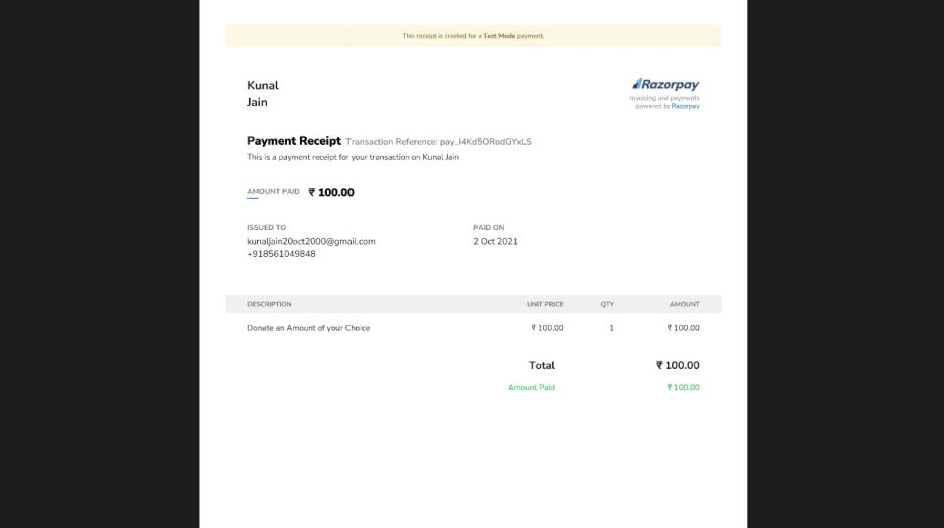 This receipt is created for a Test Mode payment.
Kunal
Jain
Razorpay
Invoicing and payments
powered by Razorpay
Payment Receipt Transaction Reference: pay_I4Kd5ORodGYxLS
This is a payment receipt for your transaction on Kunal Jain
AMOUNT PAID ₹ 100.00
ISSUED TO PAID ON
kunaljain20oct2000@gmail.com 2 Oct 2021
+918561049848
DESCRIPTION UNIT PRICE QTY AMOUNT
Donate an Amount of your Choice ₹ 100.00 1 ₹ 100.00
Total ₹ 100.00
Amount Paid ₹ 100.00